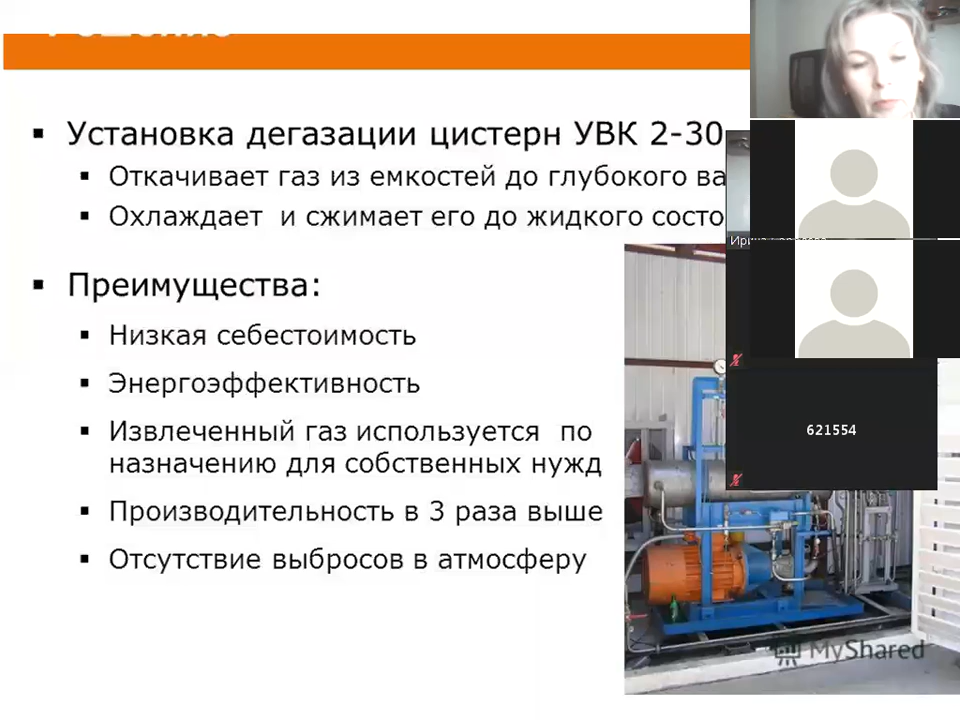 Установка дегазации цистерн УВК 2-30
Откачивает газ из емкостей до глубокого ва
Охлаждает и сжимает его до жидкого состо
Преимущества:
Низкая себестоимость
Энергоэффективность
Извлеченный газ используется по
назначению для собственных нужд
Производительность в 3 раза выше
Отсутствие выбросов в атмосферу
621554
MyShared